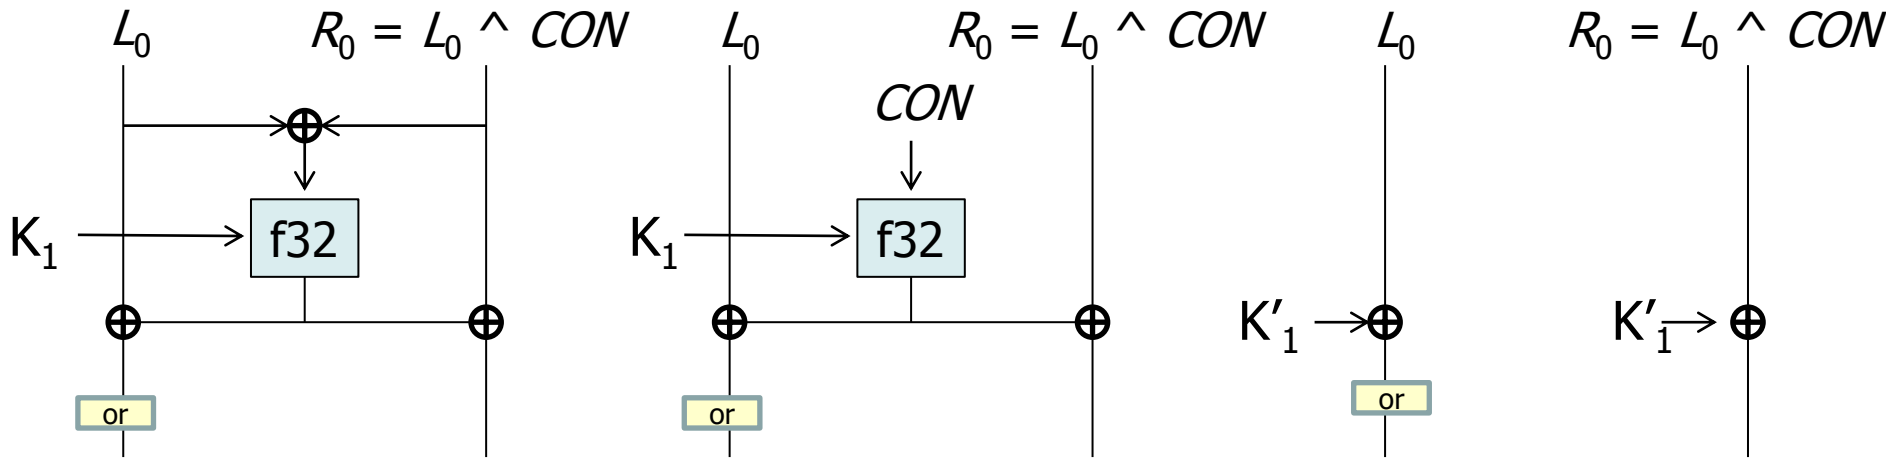 L₀ R₀ = L₀ ^ CON L₀ R₀ = L₀ ^ CON L₀ R₀ = L₀ ^ CON
CON
K₁ f32 K₁ f32
K′₁ K′₁
or or or